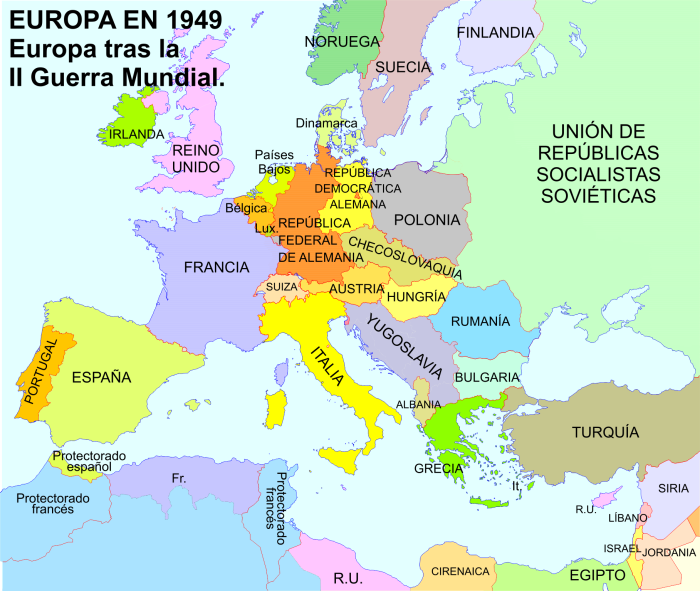 EUROPA EN 1949
Europa tras la
II Guerra Mundial.
NORUEGA
SUECIA
FINLANDIA
Dinamarca
IRLANDA
REINO
UNIDO
UNIÓN DE
REPÚBLICAS
SOCIALISTAS
SOVIÉTICAS
Países
Bajos
REPÚBLICA
DEMOCRÁTICA
ALEMANA
Bélgica
Lux.
REPÚBLICA
FEDERAL
DE ALEMANIA
POLONIA
CHECOSLOVAQUIA
FRANCIA
SUIZA
AUSTRIA
HUNGRÍA
RUMANÍA
YUGOSLAVIA
ITALIA
BULGARIA
ALBANIA
PORTUGAL
ESPAÑA
GRECIA
TURQUÍA
It.
Protectorado
español
Protectorado
francés
Fr.
Protectorado
francés
R.U.
SIRIA
LÍBANO
ISRAEL
JORDANIA
R.U.
CIRENAICA
EGIPTO